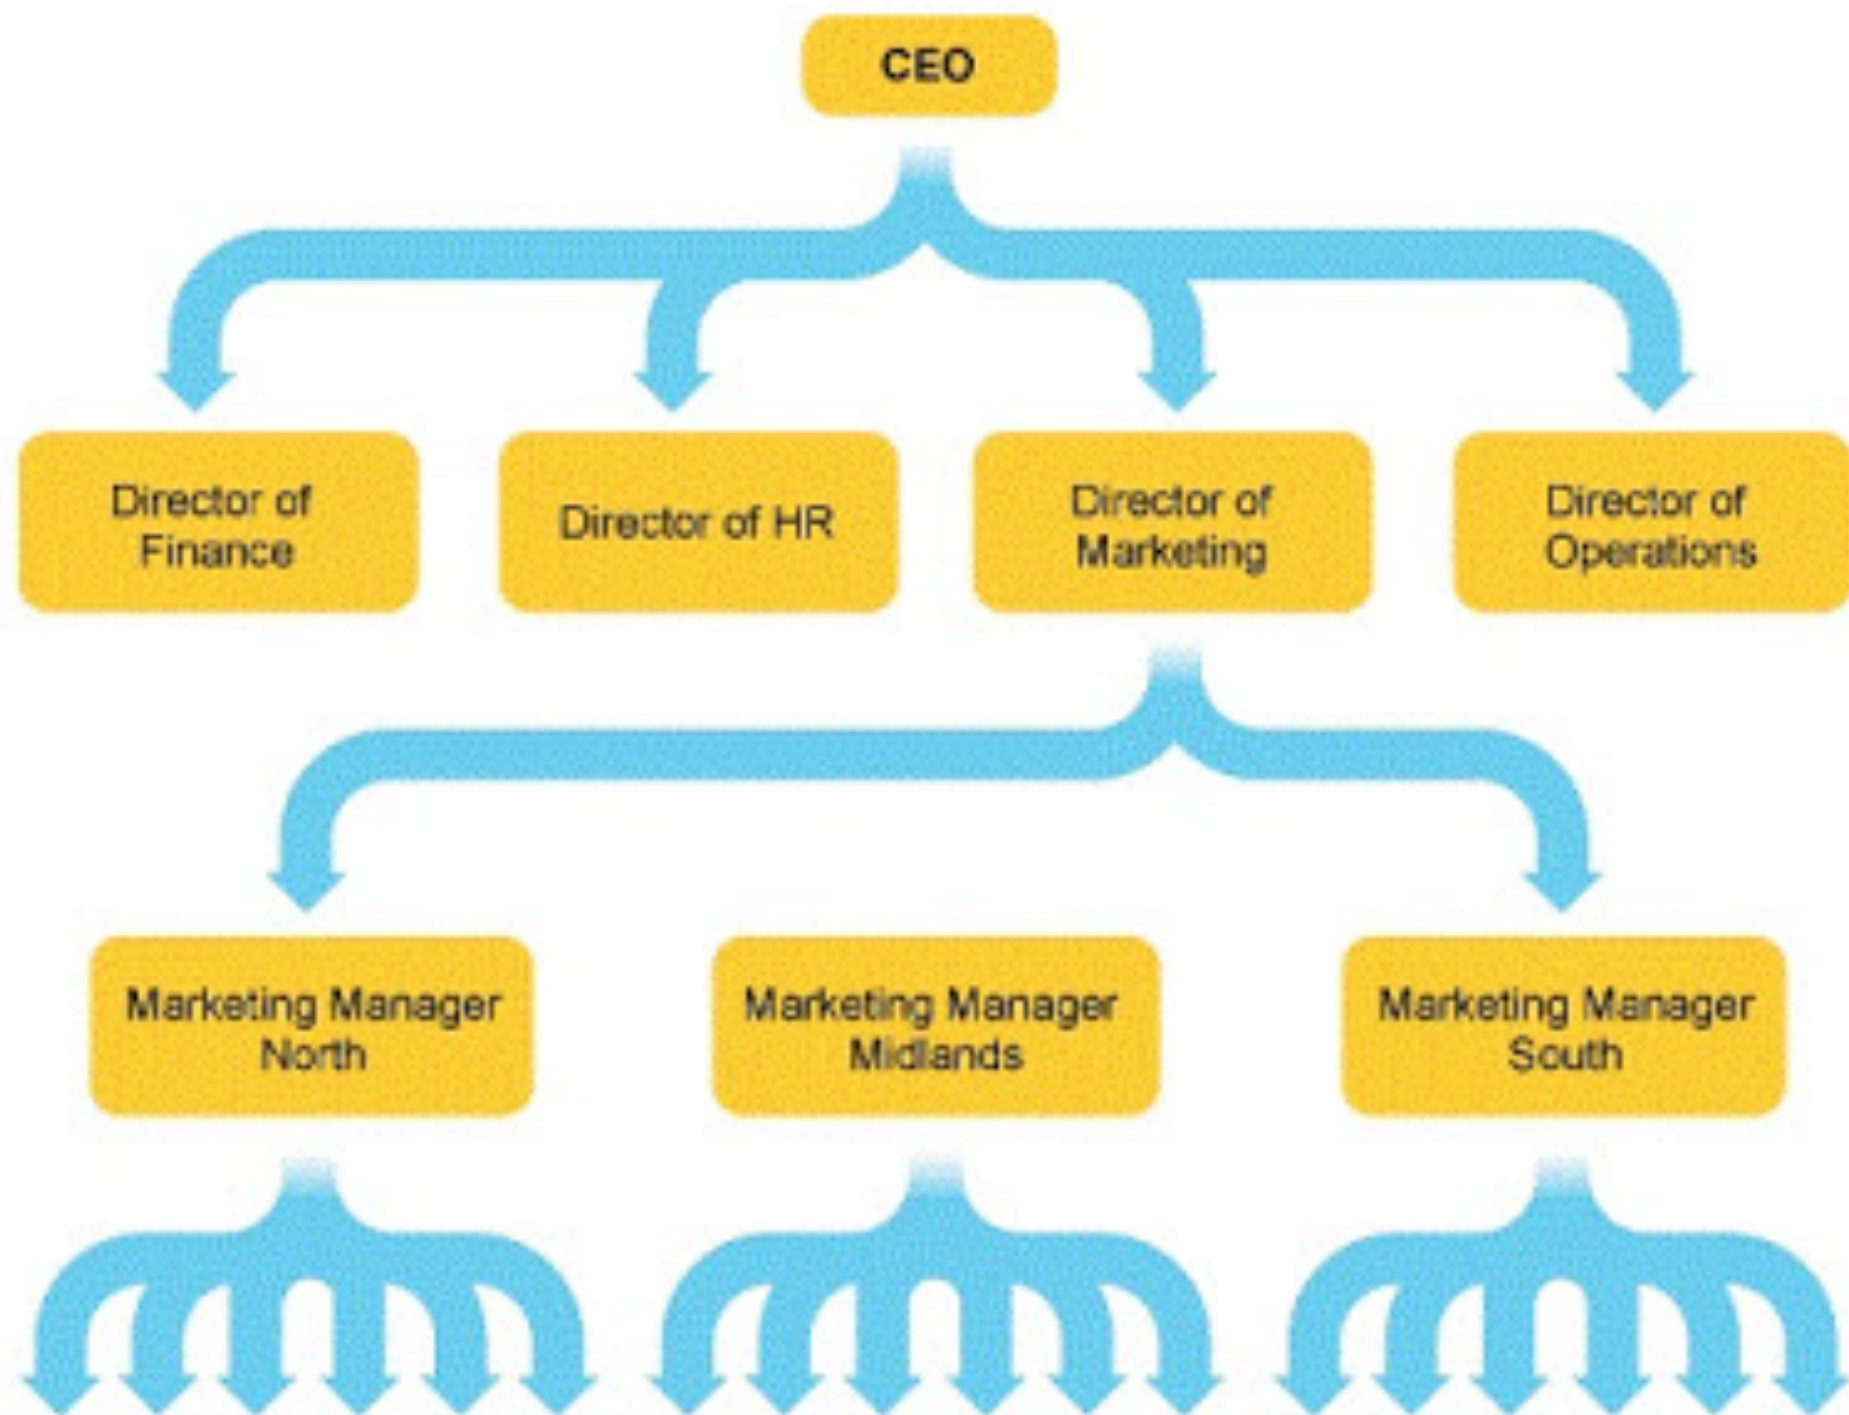 CEO
Director of
Finance
Director of HR
Director of
Marketing
Director of
Operations
Marketing Manager
North
Marketing Manager
Midlands
Marketing Manager
South